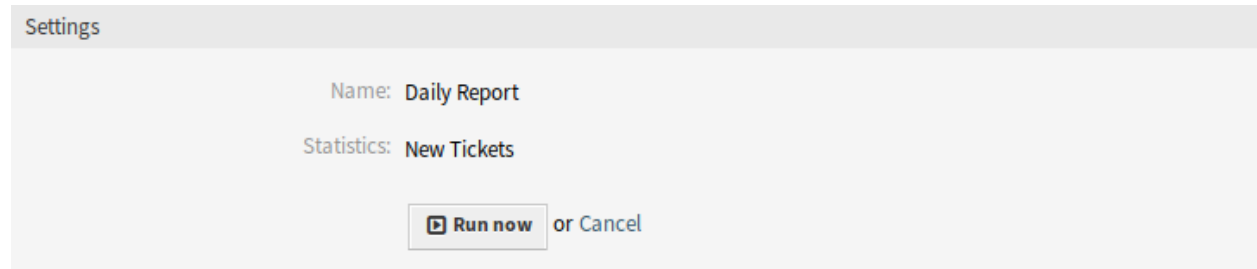 Settings
Name: Daily Report
Statistics: New Tickets
Run now or Cancel